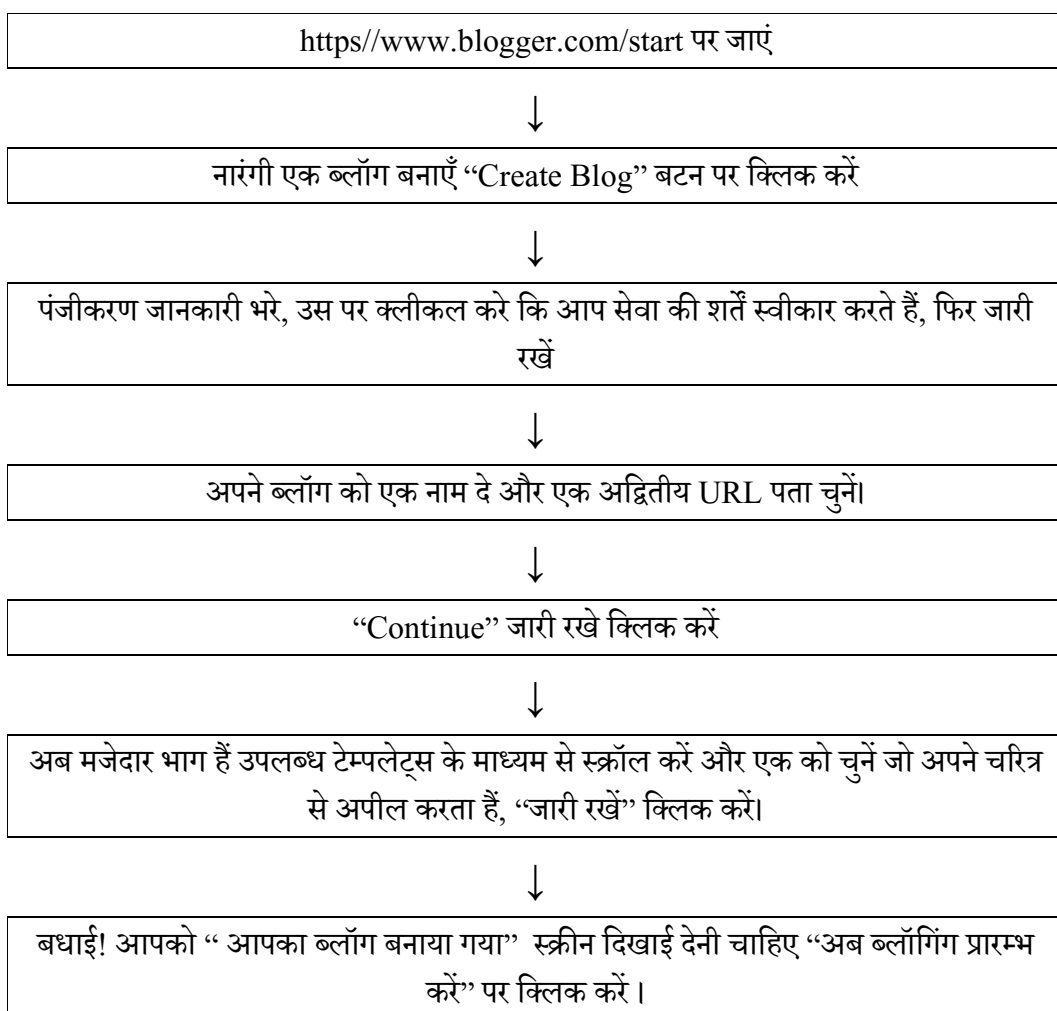 https//www.blogger.com/start पर जाएं
↓
नारंगी एक ब्लॉग बनाएँ “Create Blog” बटन पर क्लिक करें
↓
पंजीकरण जानकारी भरे, उस पर क्लीकल करे कि आप सेवा की शर्तें स्वीकार करते हैं, फिर जारी
रखें
↓
अपने ब्लॉग को एक नाम दे और एक अद्वितीय URL पता चुनें।
↓
“Continue” जारी रखे क्लिक करें
↓
अब मजेदार भाग हैं उपलब्ध टेम्पलेट्स के माध्यम से स्क्रॉल करें और एक को चुनें जो अपने चरित्र
से अपील करता हैं, “जारी रखें” क्लिक करें।
↓
बधाई! आपको “ आपका ब्लॉग बनाया गया” स्क्रीन दिखाई देनी चाहिए “अब ब्लॉगिंग प्रारम्भ
करें” पर क्लिक करें ।